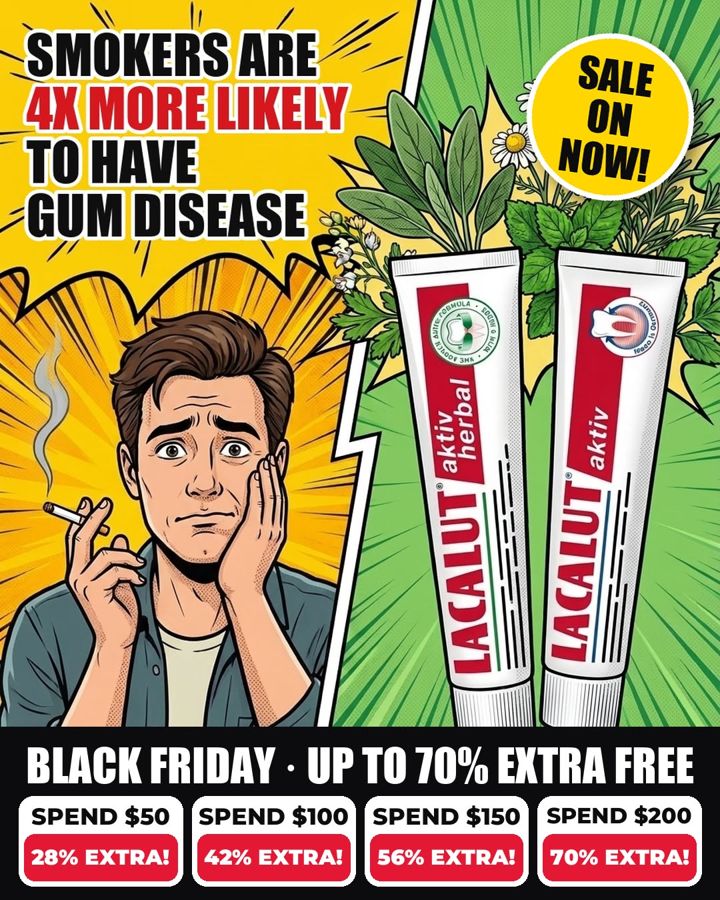 SMOKERS ARE
4X MORE LIKELY
TO HAVE
GUM DISEASE
SALE
ON
NOW!
LACALUT®
aktiv
herbal
LACALUT®
aktiv
BLACK FRIDAY · UP TO 70% EXTRA FREE
SPEND $50
28% EXTRA!
SPEND $100
42% EXTRA!
SPEND $150
56% EXTRA!
SPEND $200
70% EXTRA!